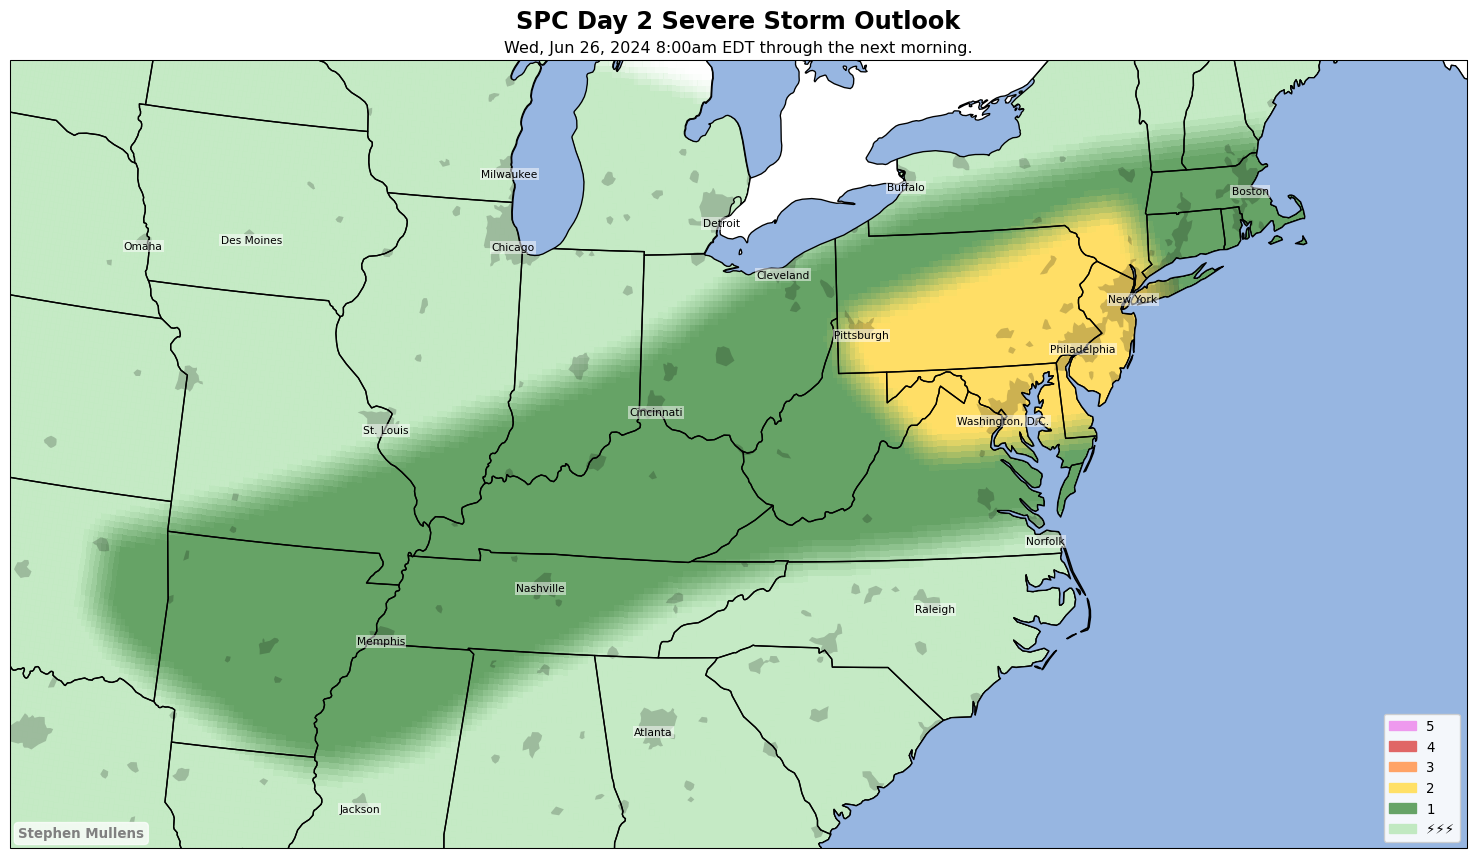 SPC Day 2 Severe Storm Outlook
Wed, Jun 26, 2024 8:00am EDT through the next morning.
Milwaukee
Buffalo
Boston
Detroit
Omaha
Des Moines
Chicago
Cleveland
New York
Pittsburgh
Philadelphia
Cincinnati
St. Louis
Washington, D.C.
Norfolk
Nashville
Raleigh
Memphis
Atlanta
Jackson
5
4
3
2
1
⚡⚡⚡
Stephen Mullens